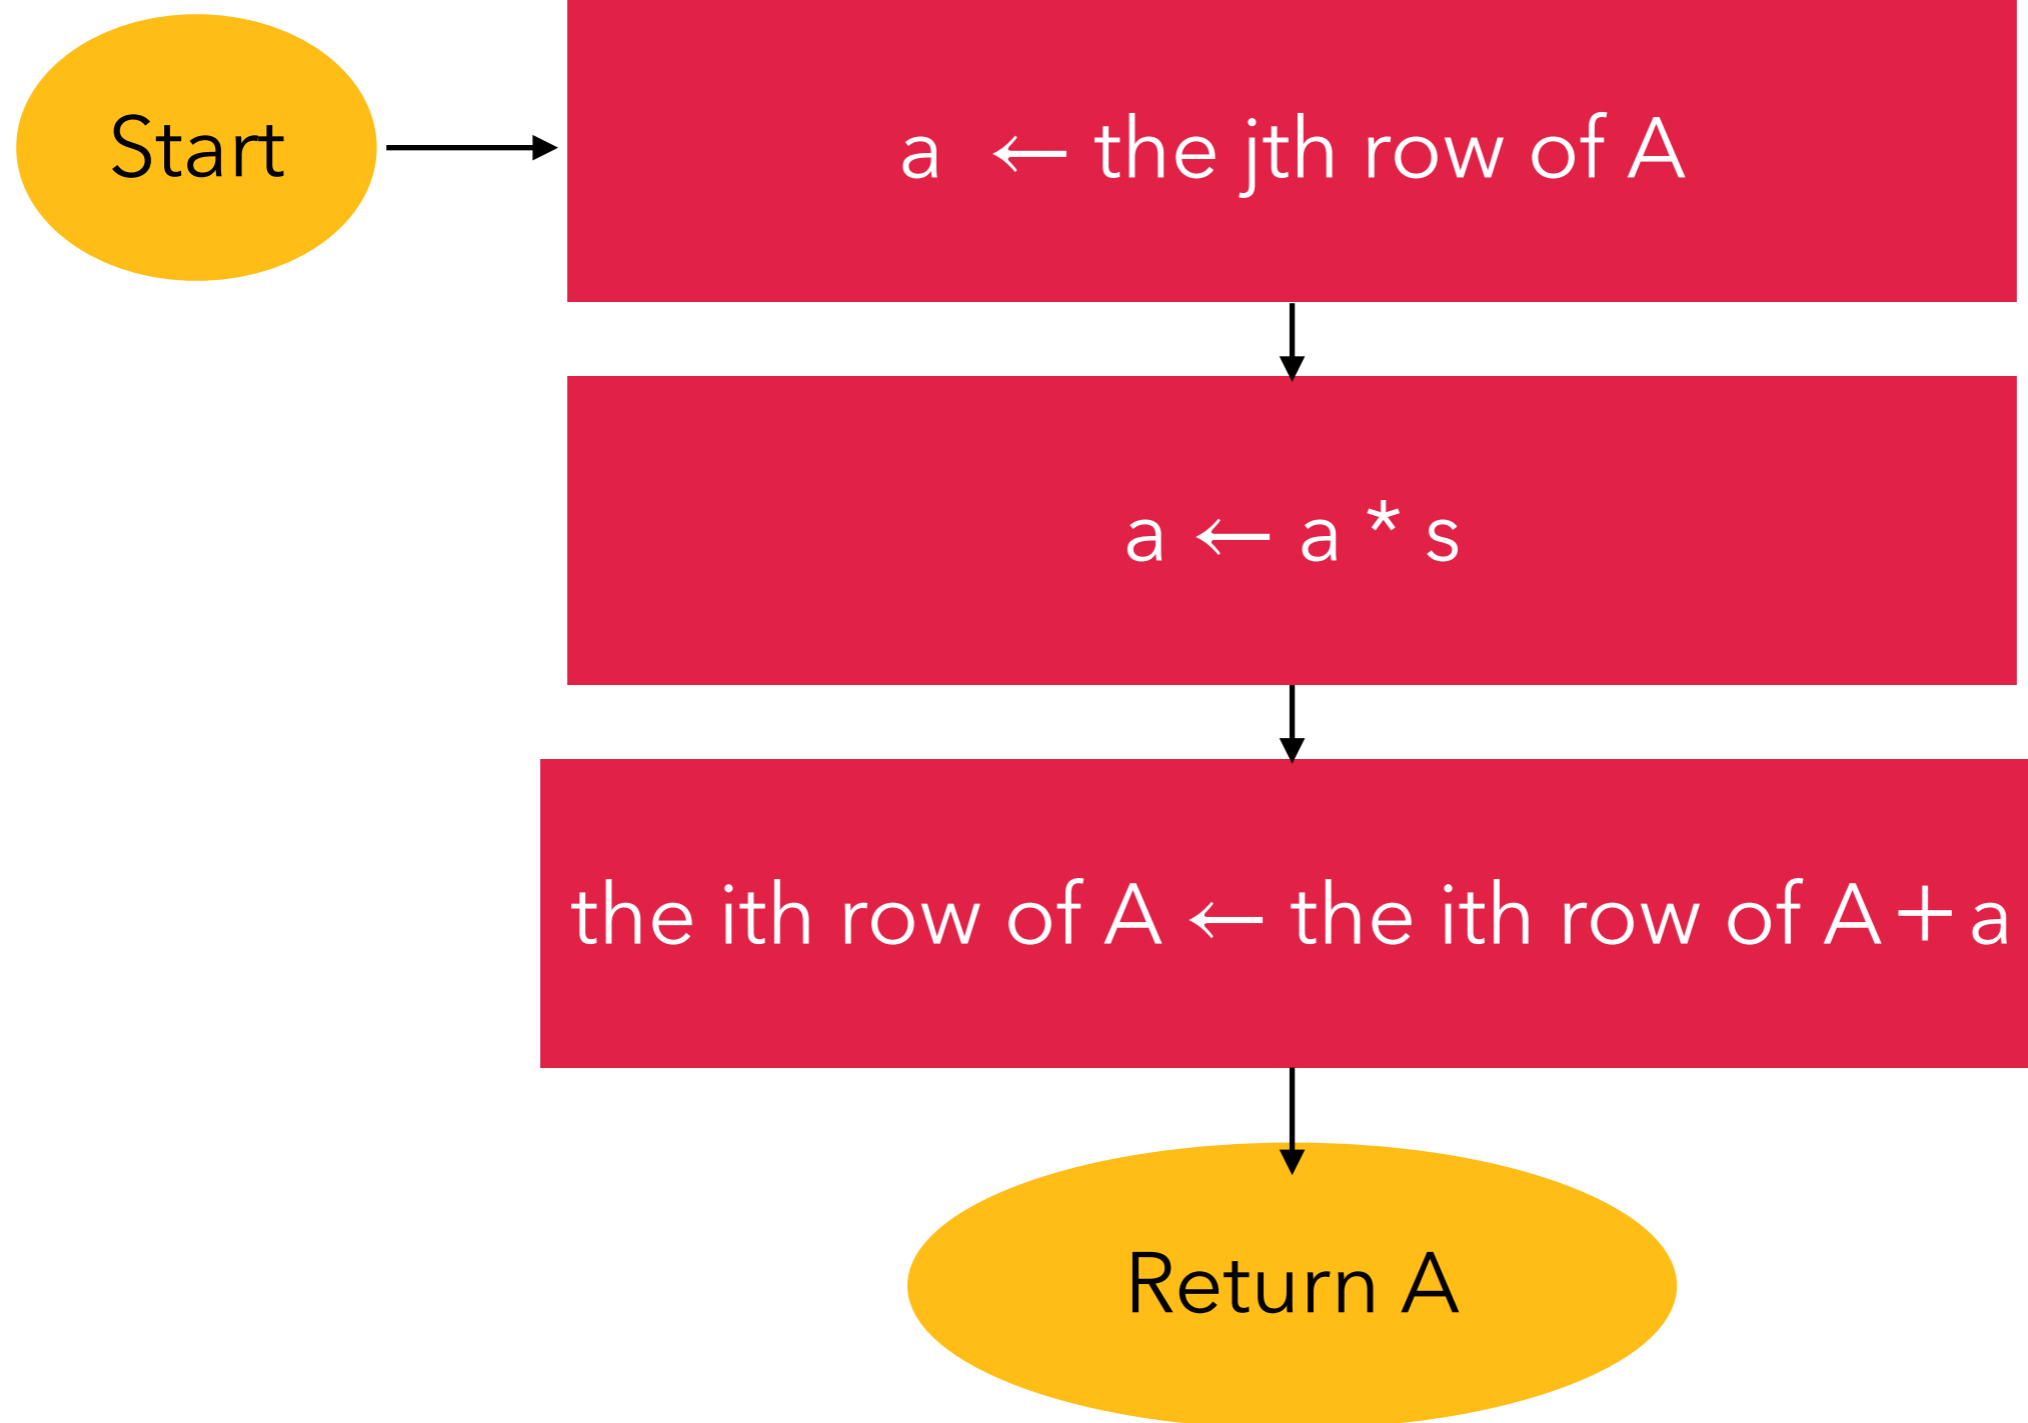 Start
a ← the jth row of A
a ← a * s
the ith row of A ← the ith row of A + a
Return A